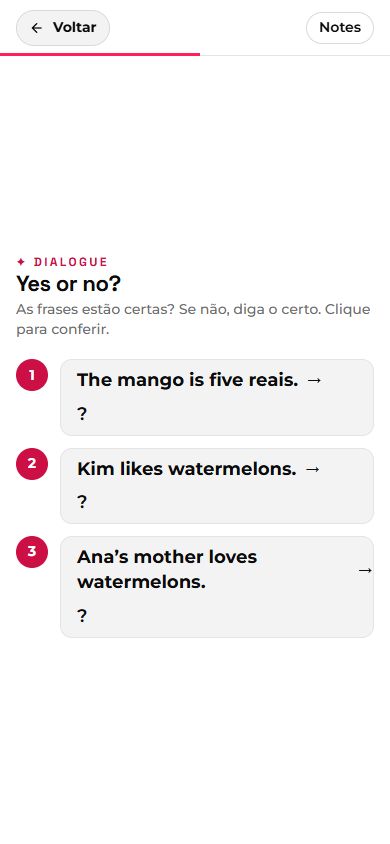 ← Voltar
Notes
✦ DIALOGUE
Yes or no?
As frases estão certas? Se não, diga o certo. Clique
para conferir.
1
The mango is five reais. →
?
2
Kim likes watermelons. →
?
3
Ana’s mother loves
watermelons. →
?